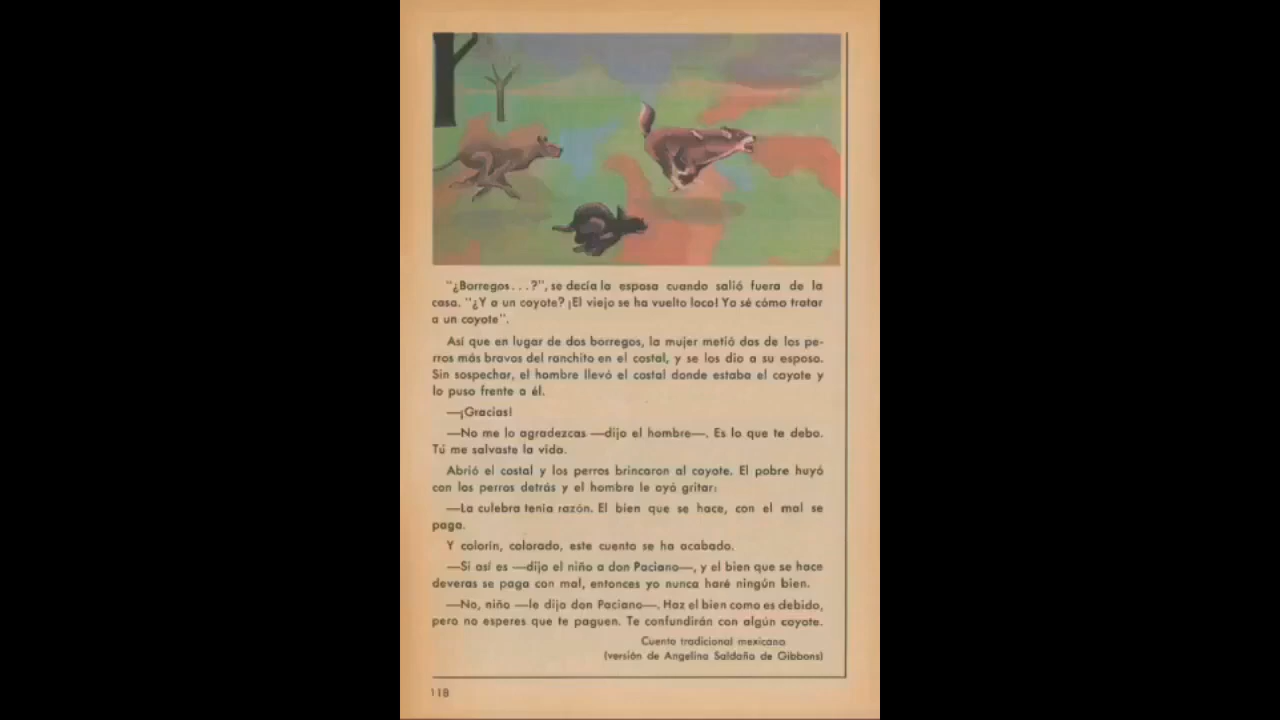 "¿Borregos...?", se decía la esposa cuando salió fuera de la
casa. "¿Y a un coyote? ¡El viejo se ha vuelto loco! Yo sé cómo tratar
a un coyote".
Así que en lugar de dos borregos, la mujer metió dos de los pe-
rros más bravos del ranchito en el costal, y se los dio a su esposo.
Sin sospechar, el hombre llevó el costal donde estaba el coyote y
lo puso frente a él.
—¡Gracias!
—No me lo agradezcas —dijo el hombre—. Es lo que te debo.
Tú me salvaste la vida.
Abrió el costal y los perros brincaron al coyote. El pobre huyó
con los perros detrás y el hombre le oyó gritar:
—La culebra tenía razón. El bien que se hace, con el mal se
paga.
Y colorín, colorado, este cuento se ha acabado.
—Si así es —dijo el niño a don Paciano—, y el bien que se hace
deveras se paga con mal, entonces yo nunca haré ningún bien.
—No, niño —le dijo don Paciano—. Haz el bien como es debido,
pero no esperes que te paguen. Te confundirán con algún coyote.
Cuento tradicional mexicano
(versión de Angelina Saldaña de Gibbons)
118